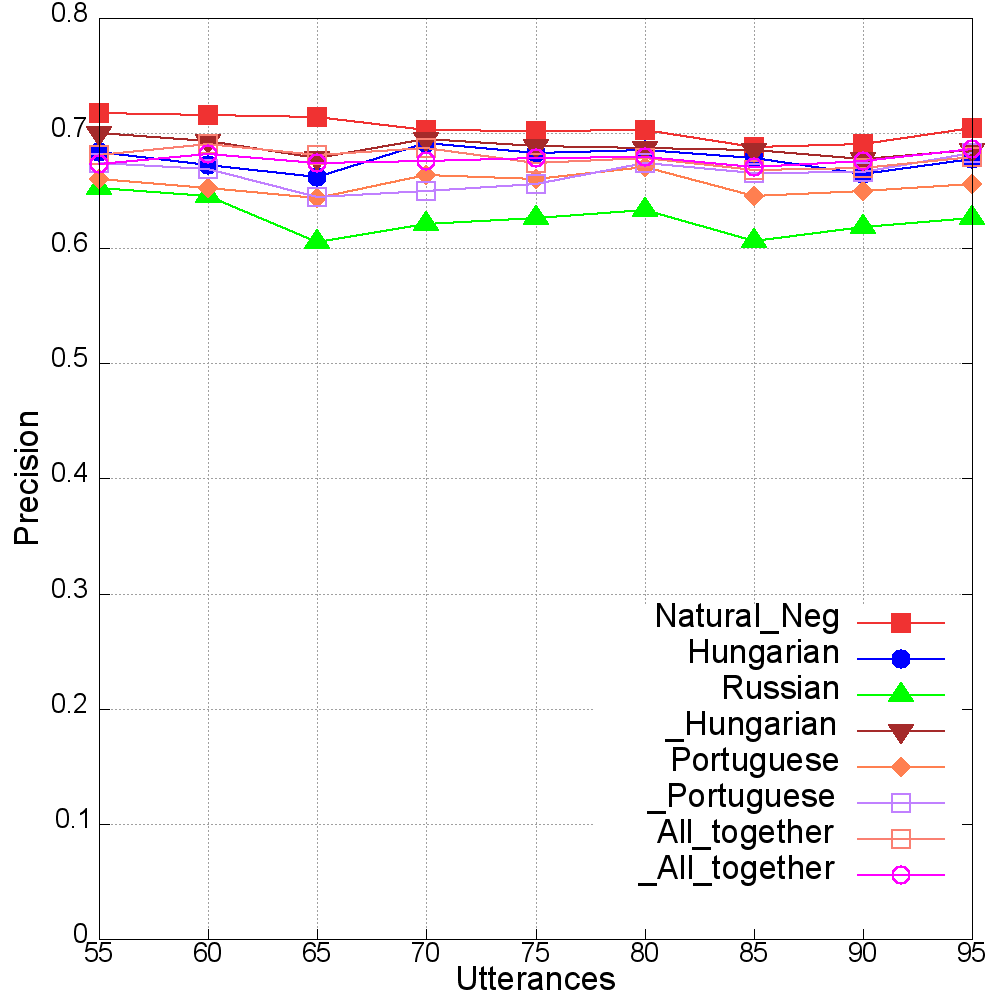 0.8
0.7
0.6
0.5
0.4
0.3
0.2
0.1
0
Precision
Natural_Neg
Hungarian
Russian
_Hungarian
Portuguese
_Portuguese
All_together
_All_together
55 60 65 70 75 80 85 90 95
Utterances